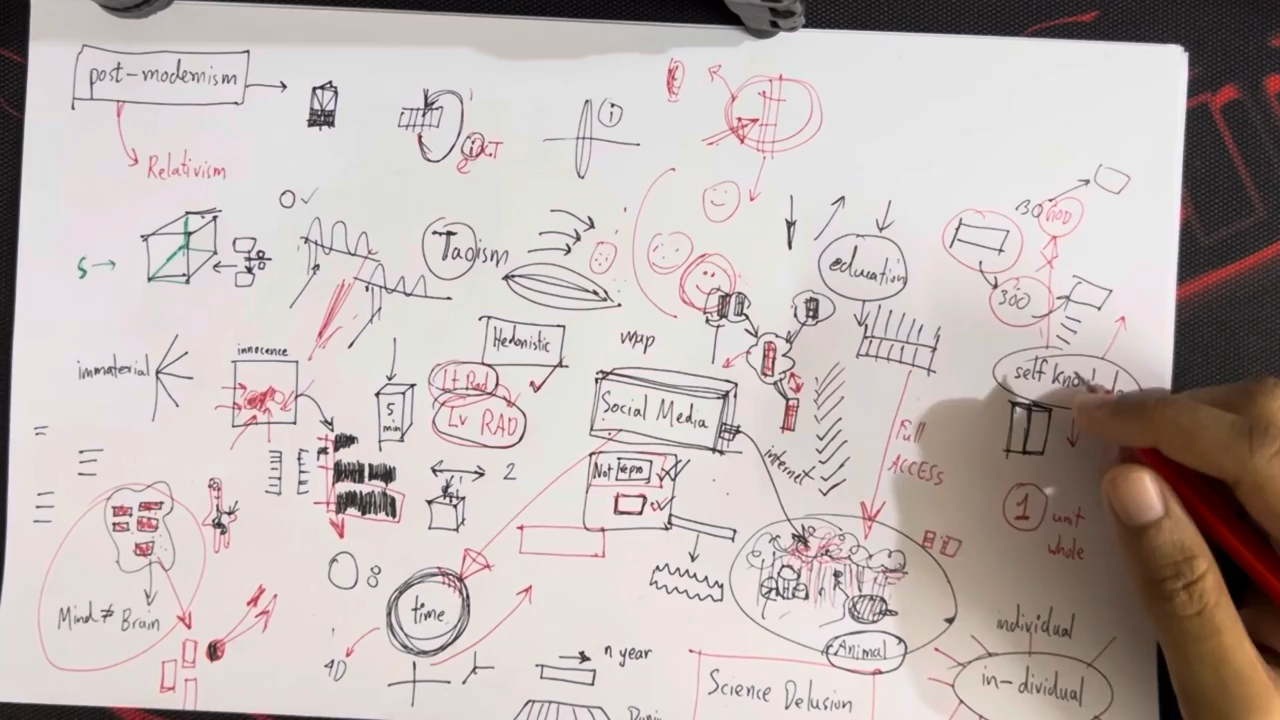 post-modernism
Relativism
Taoism
education
S
immaterial
innocance
Hedonistic
map
5
min
Lt Rad
Lv RAD
Social Media
self
Full
ACCESS
2
Not repro
internet
1
unit
whole
300
Mind ≠ Brain
time
4D
n year
Animal
individual
in-dividual
Science Delusion